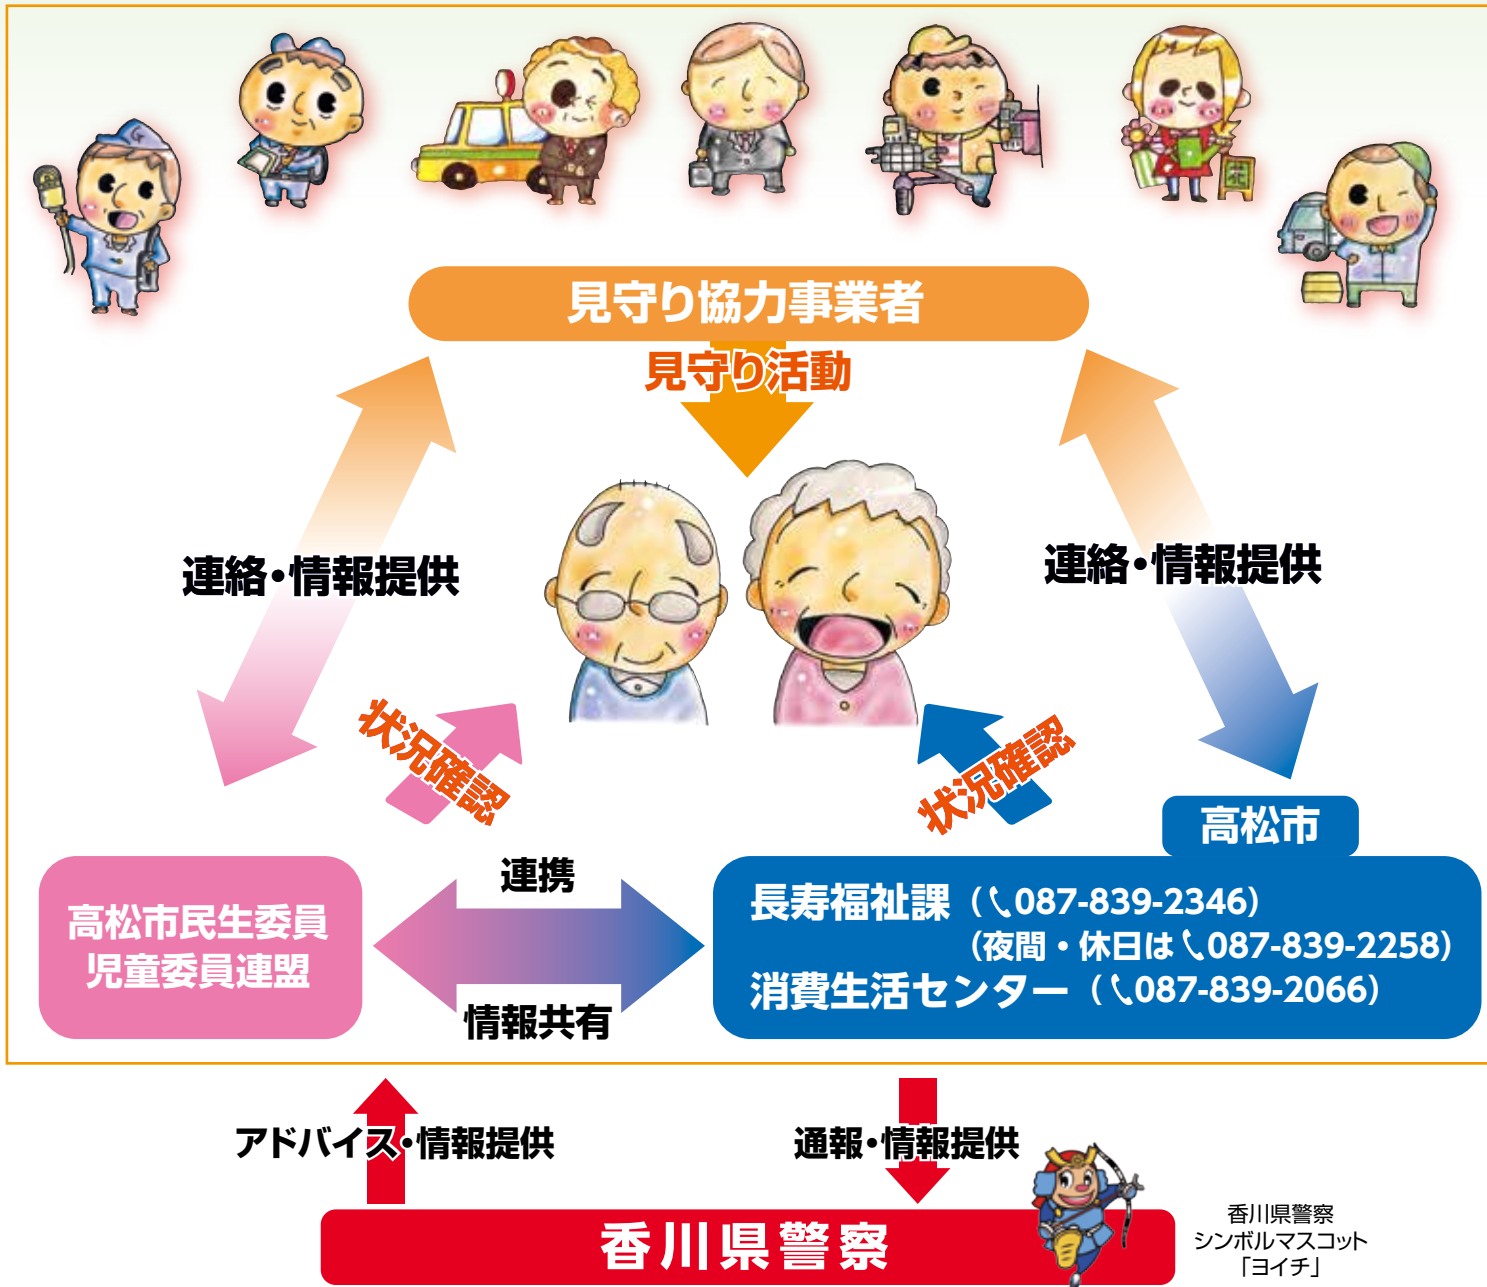 見守り協力事業者
見守り活動
連絡・情報提供
連絡・情報提供
状況確認
状況確認
高松市
高松市民生委員
児童委員連盟
連携
情報共有
長寿福祉課（087-839-2346）
（夜間・休日は087-839-2258）
消費生活センター（087-839-2066）
アドバイス・情報提供
通報・情報提供
香川県警察
香川県警察
シンボルマスコット
「ヨイチ」